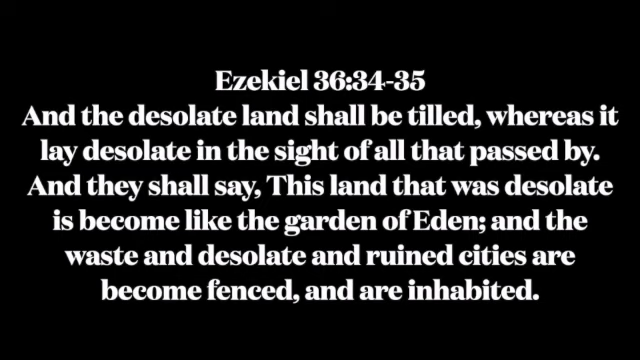 Ezekiel 36:34-35
And the desolate land shall be tilled, whereas it
lay desolate in the sight of all that passed by.
And they shall say, This land that was desolate
is become like the garden of Eden; and the
waste and desolate and ruined cities are
become fenced, and are inhabited.